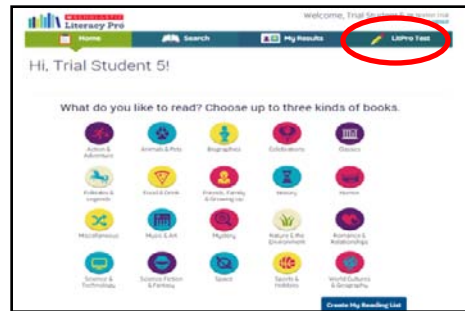 SCHOLASTIC
Literacy Pro
Welcome, Trial Student 5
Home Search My Results LitPro Test
Hi, Trial Student 5!
What do you like to read? Choose up to three kinds of books.
Action & Adventure
Animals & Pets
Biographies
Celebrations
Classics
Folktales & Legends
Food & Drink
Friends, Family & Growing Up
History
Horror
Miscellaneous
Music & Art
Mystery
Nature & the Environment
Romance & Relationships
Science & Technology
Science Fiction & Fantasy
Space
Sports & Hobbies
World Cultures & Geography
Create My Reading List